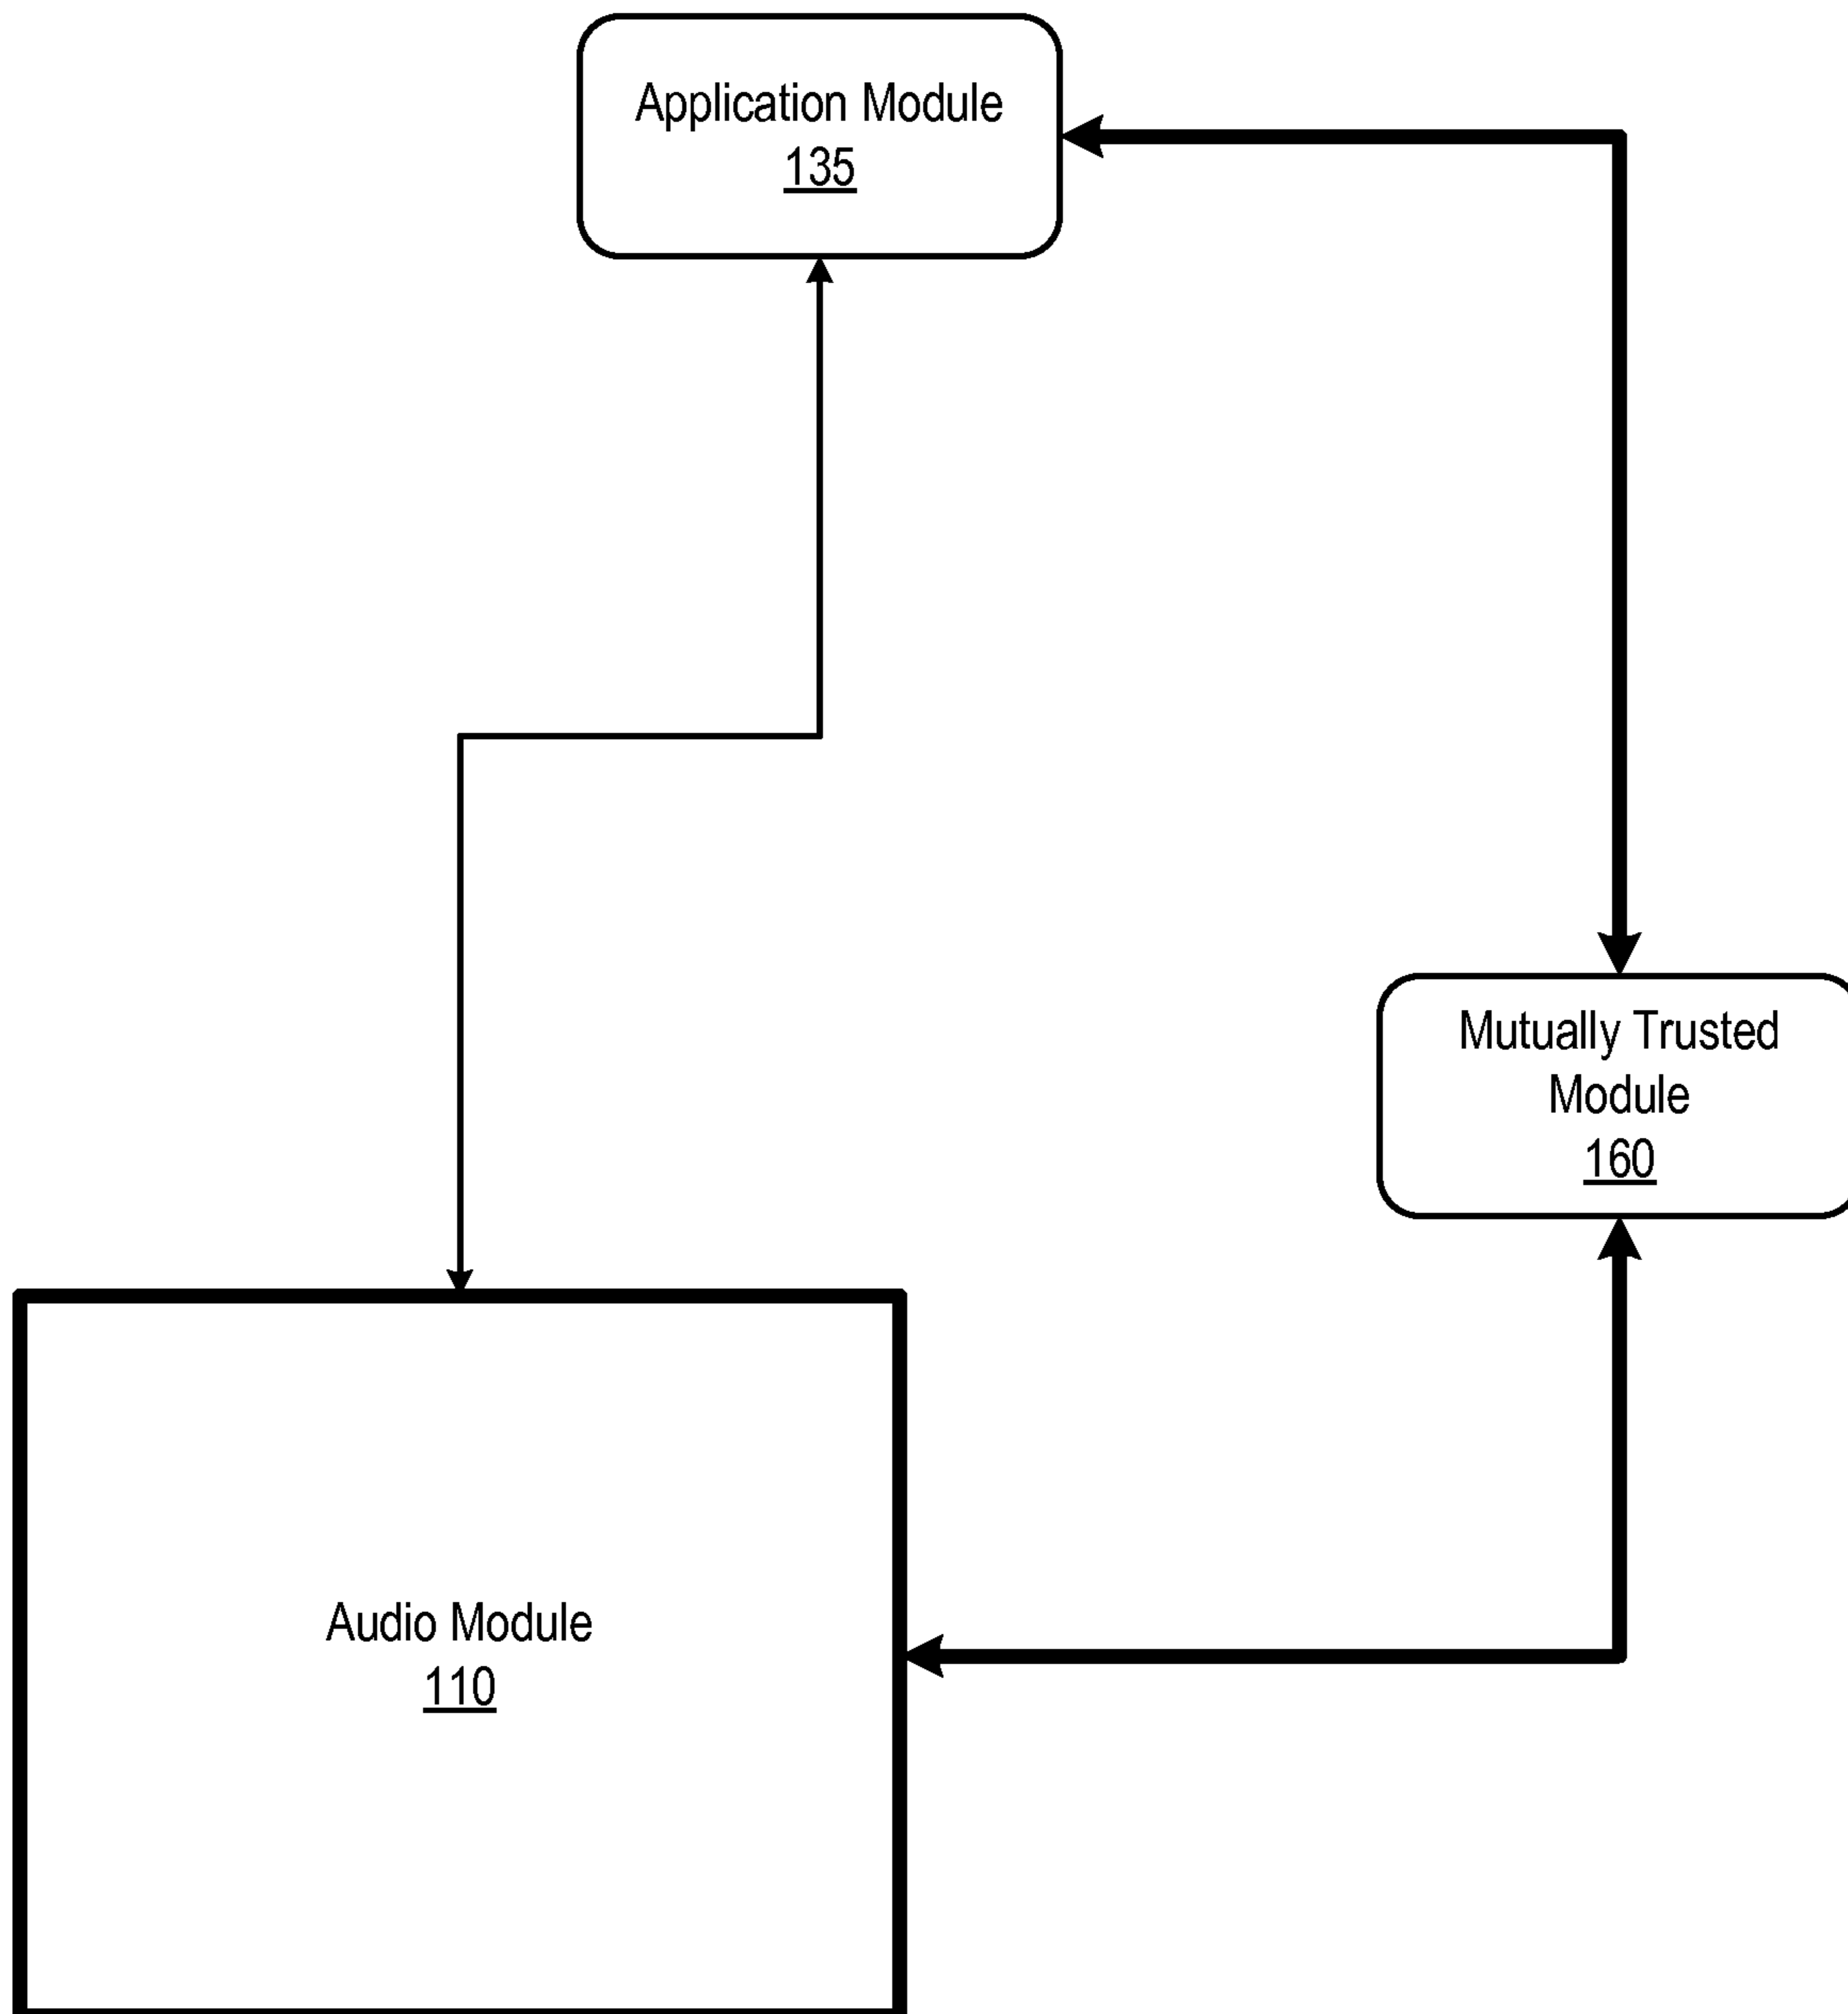 Application Module
135
Mutually Trusted
Module
160
Audio Module
110